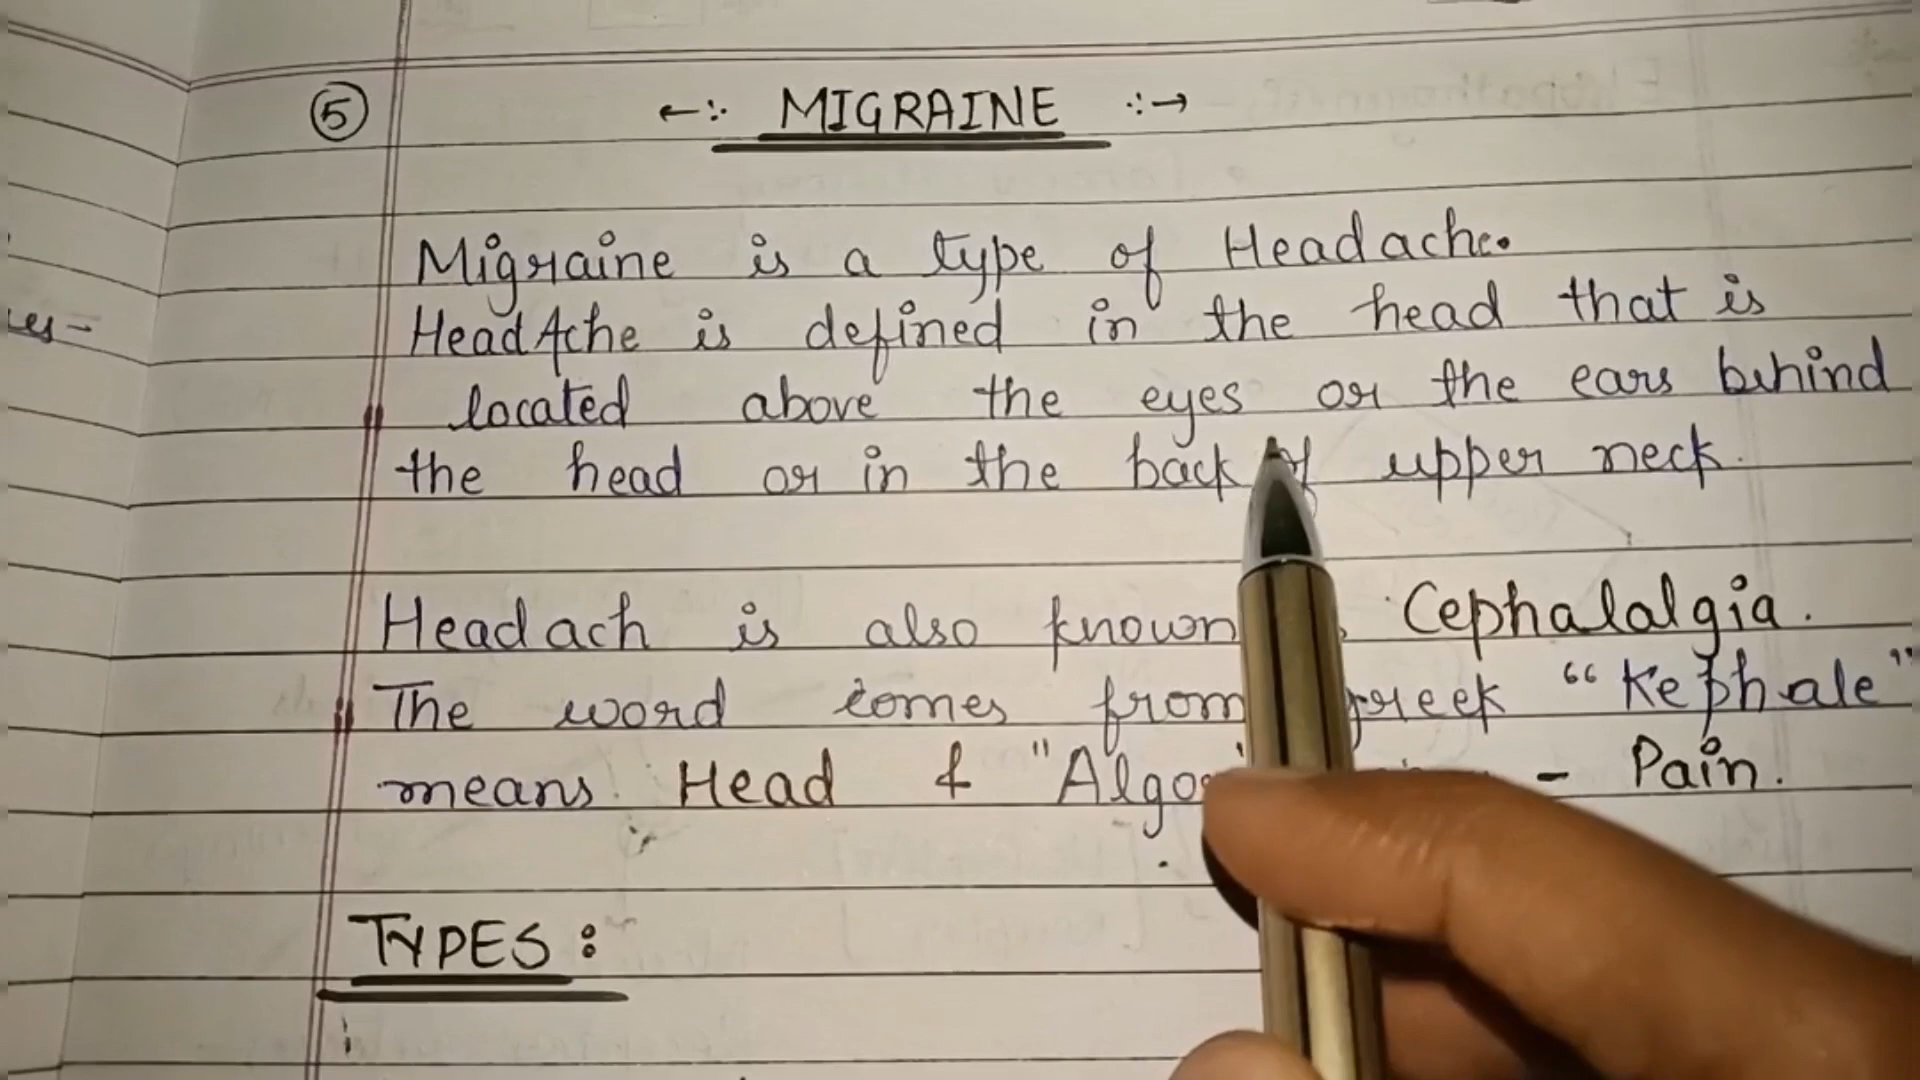 5
←:· MIGRAINE ·:→
Migraine is a type of Headache.
HeadAche is defined in the head that is
located above the eyes or the ears behind
the head or in the back of upper neck.
Headach is also known Cephalalgia.
The word comes from greek "Kephale"
means Head & "Algo - Pain.
TYPES: